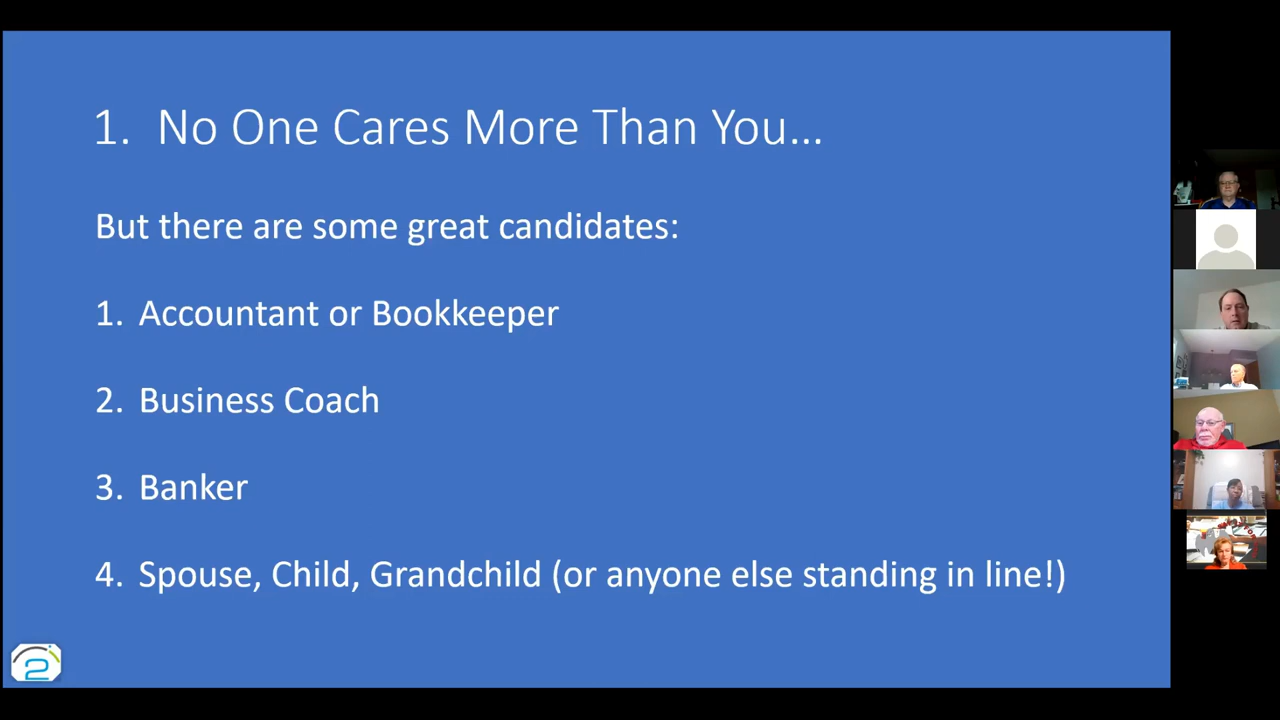 1. No One Cares More Than You...
But there are some great candidates:
1. Accountant or Bookkeeper
2. Business Coach
3. Banker
4. Spouse, Child, Grandchild (or anyone else standing in line!)
2